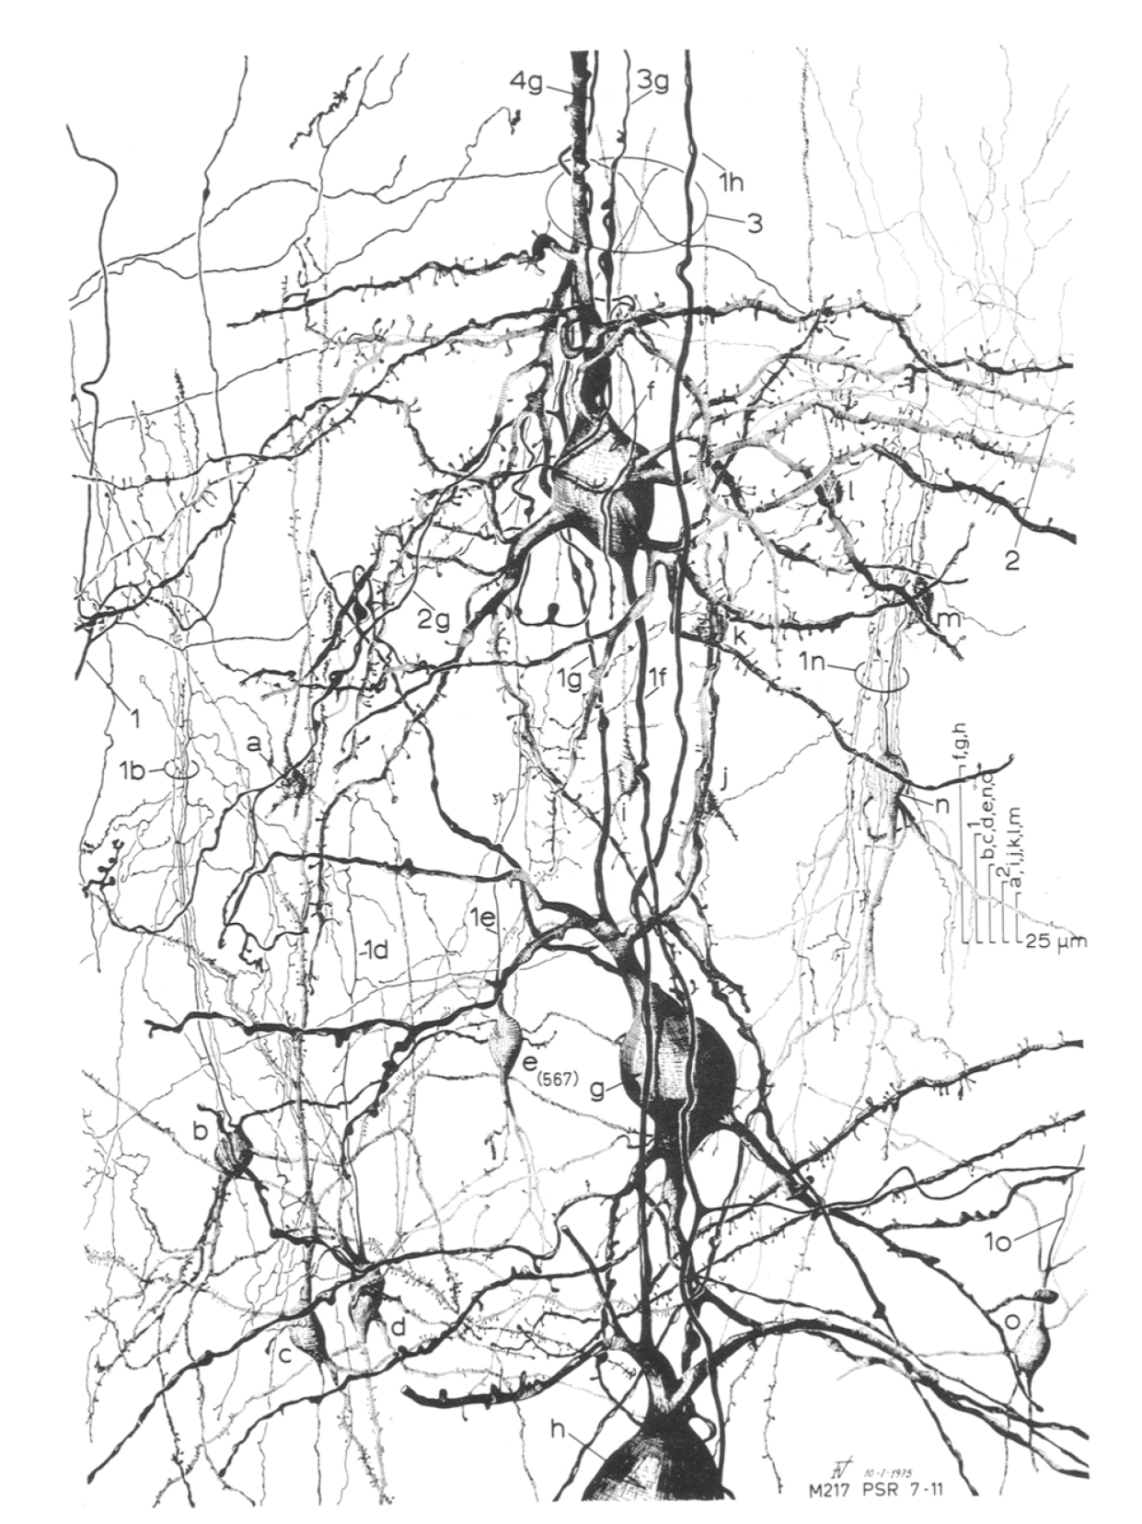 4g
3g
1h
3
f
l
2
2g
m
k
1n
1g
1f
1
a
1b
j
i
n
f,g,h
1
b,c,d,e,n,o
2
a,i,j,k,l,m
25 µm
1e
1d
e (567)
g
b
1o
o
d
c
h
10-1-1975
M217 PSR 7-11